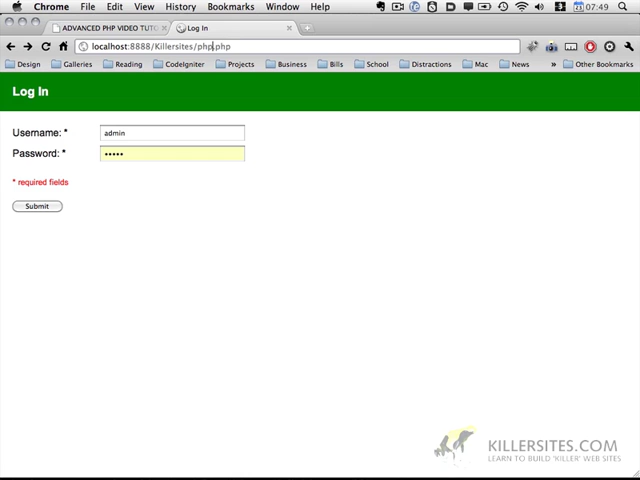 Chrome File Edit View History Bookmarks Window Help 07:49
ADVANCED PHP VIDEO TUTO Log In
localhost:8888/Killersites/php.php
Design Galleries Reading Killersites Projects Business Bills School Distractions Mac News Other Bookmarks
Log In
Username: * admin
Password: * •••••
* required fields
Submit
KILLERSITES.COM
LEARN TO BUILD 'KILLER' WEB SITES